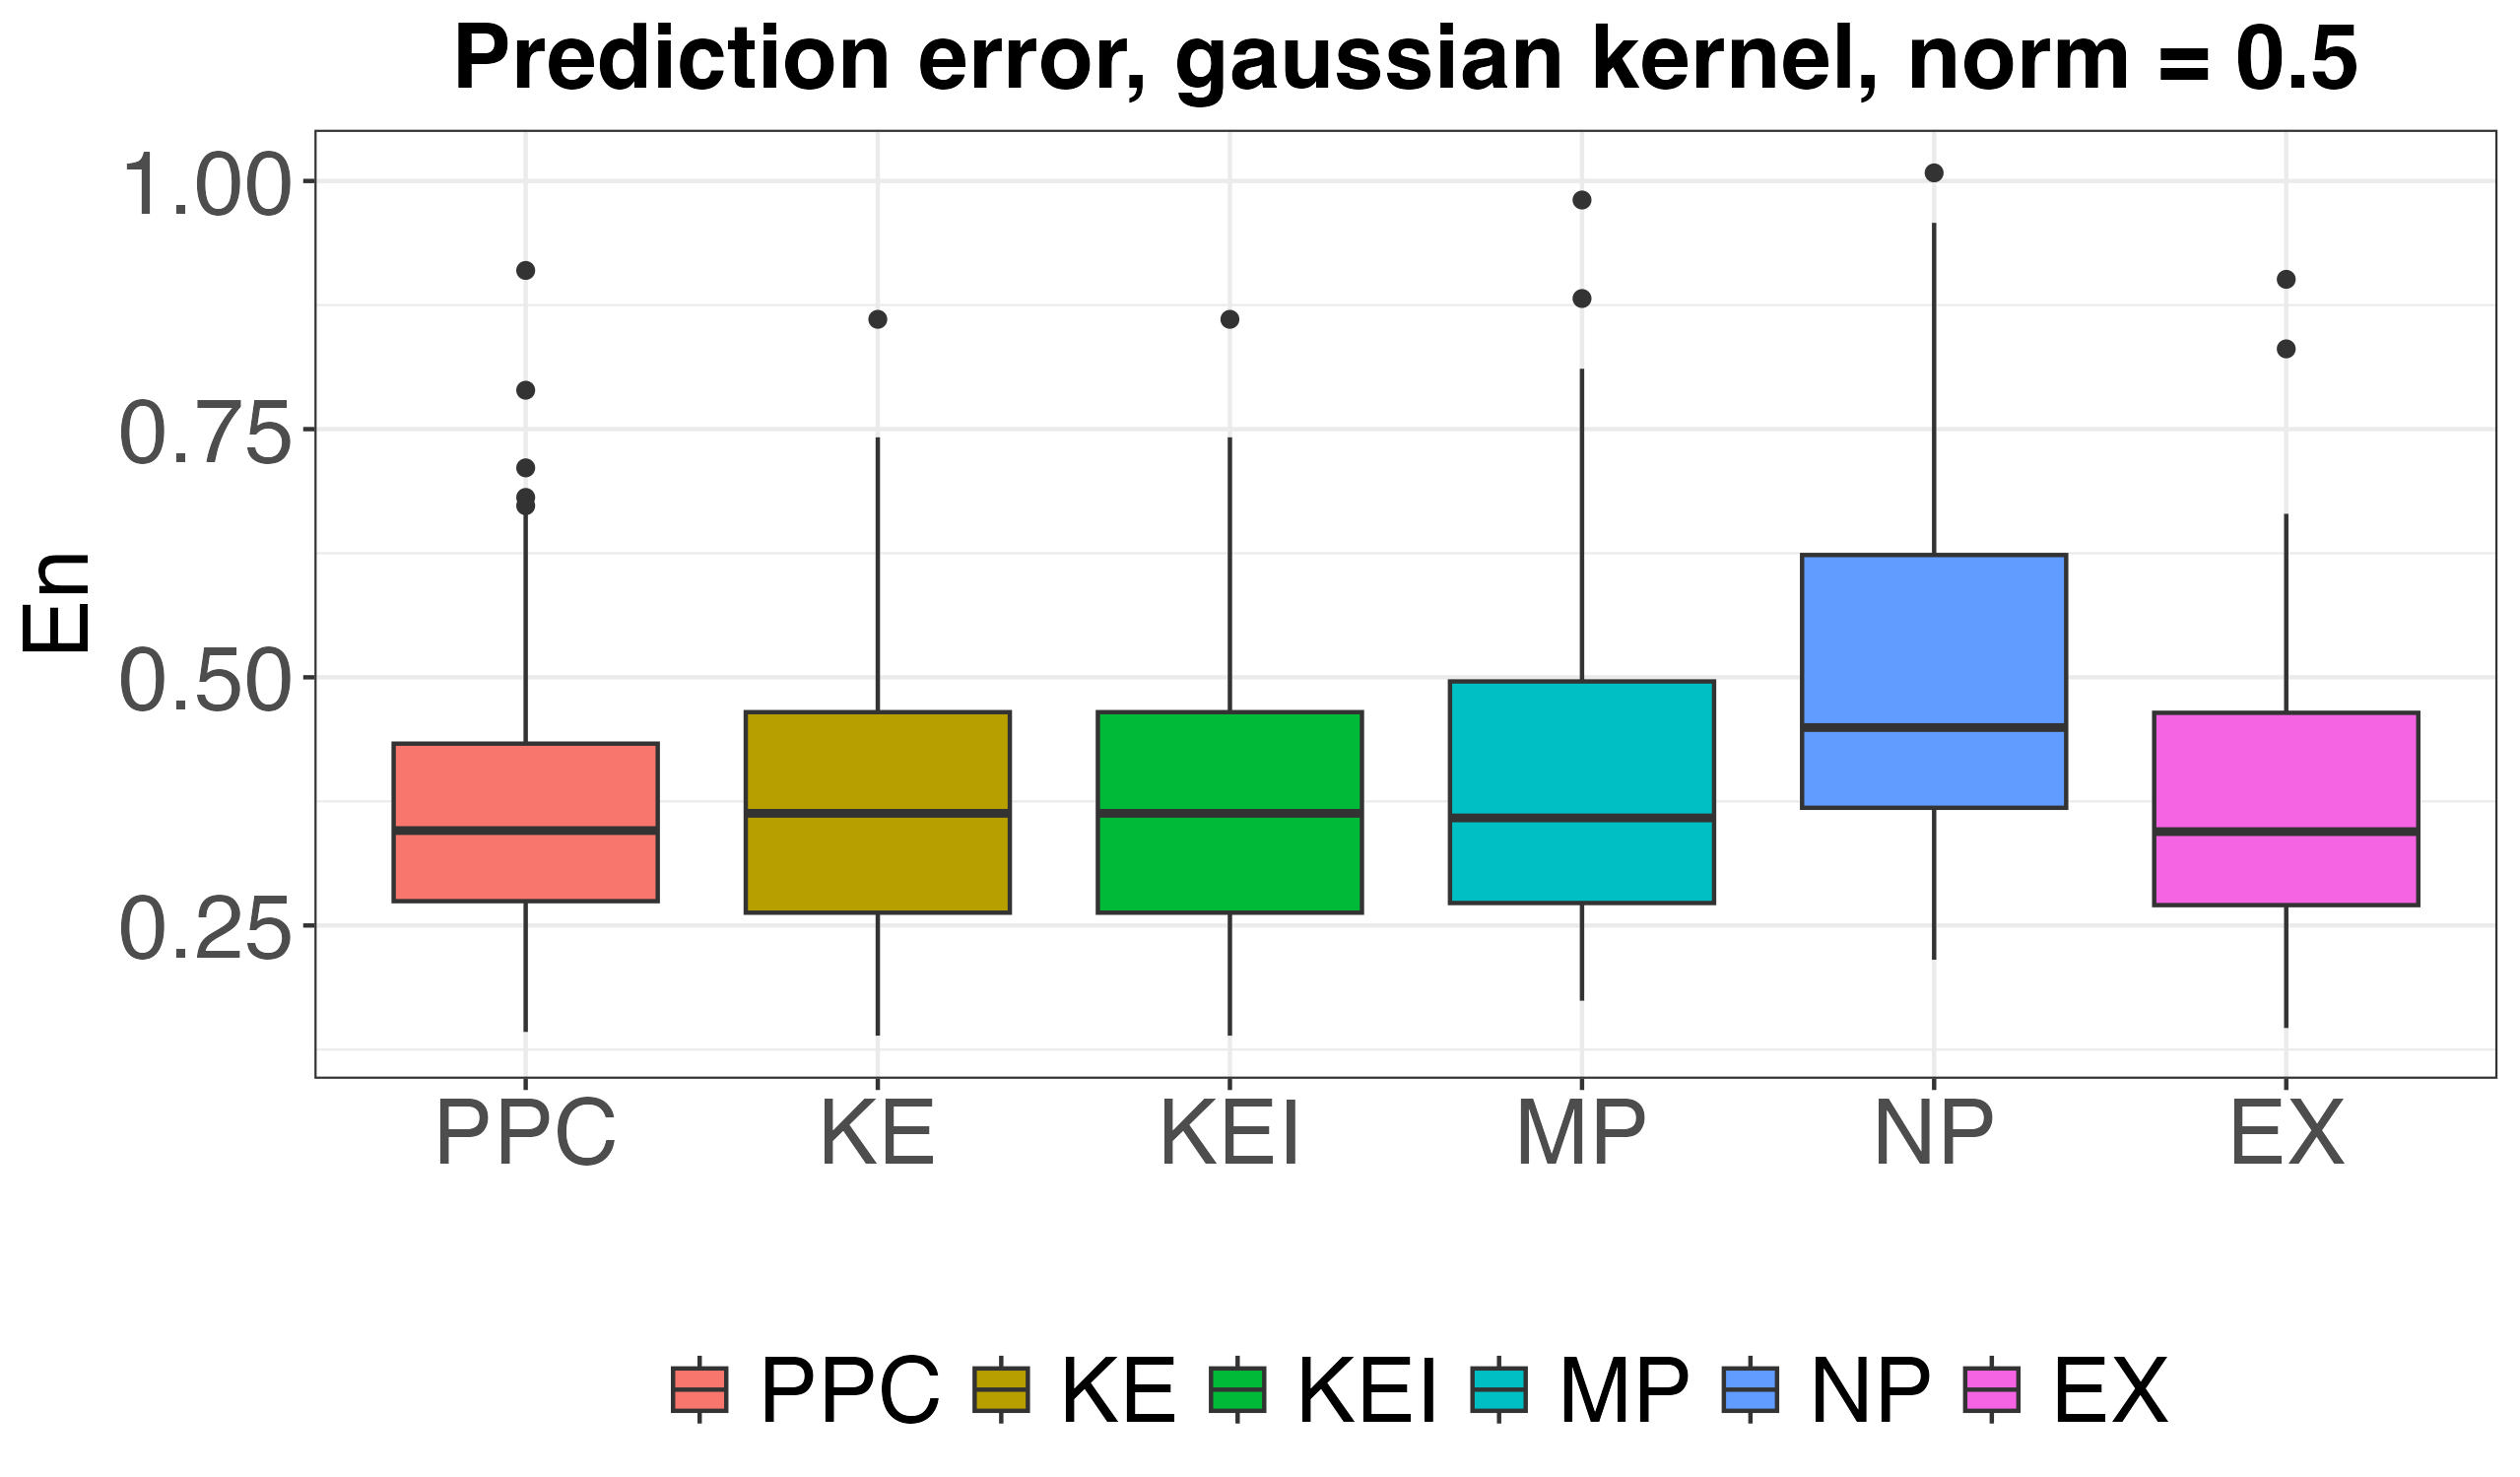 Prediction error, gaussian kernel, norm = 0.5
1.00
0.75
0.50
0.25
En
PPC KE KEI MP NP EX
PPC KE KEI MP NP EX